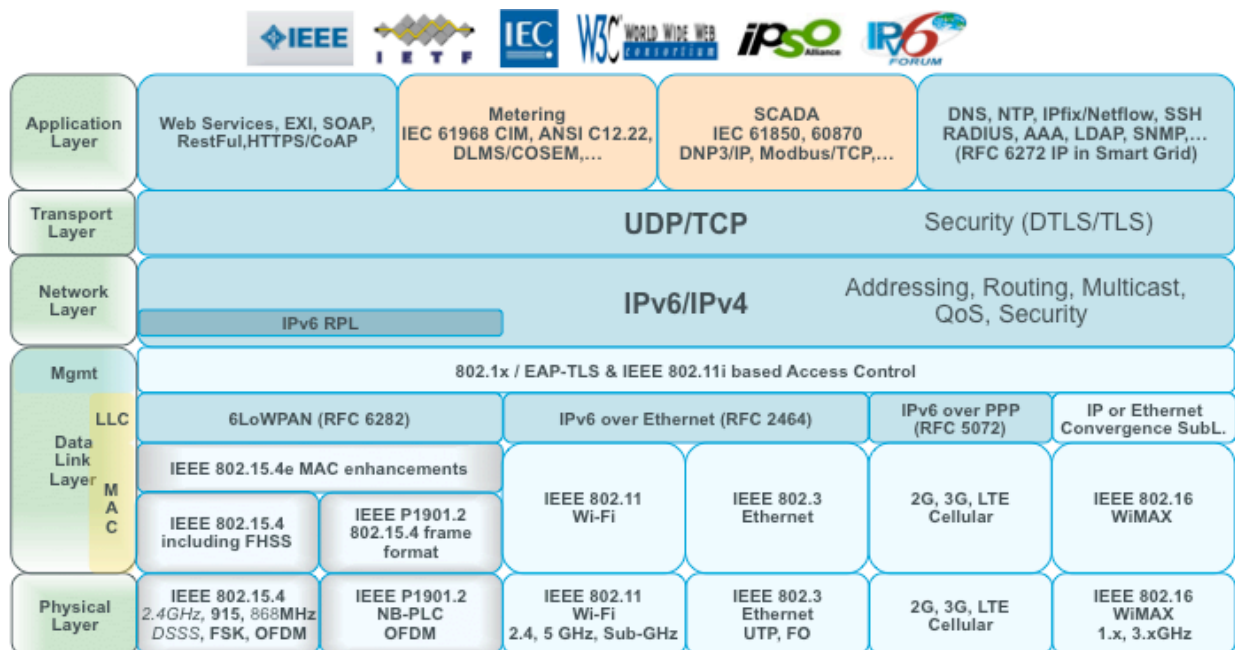 IEEE
I E T F
IEC
W3C WORLD WIDE WEB
consortium
iPSO
Alliance
IPv6
FORUM
Application
Layer
Web Services, EXI, SOAP,
RestFul,HTTPS/CoAP
Metering
IEC 61968 CIM, ANSI C12.22,
DLMS/COSEM,...
SCADA
IEC 61850, 60870
DNP3/IP, Modbus/TCP,...
DNS, NTP, IPfix/Netflow, SSH
RADIUS, AAA, LDAP, SNMP,...
(RFC 6272 IP in Smart Grid)
Transport
Layer
UDP/TCP
Security (DTLS/TLS)
Network
Layer
IPv6/IPv4
Addressing, Routing, Multicast,
QoS, Security
IPv6 RPL
Mgmt
802.1x / EAP-TLS & IEEE 802.11i based Access Control
Data
Link
Layer
LLC
6LoWPAN (RFC 6282)
IPv6 over Ethernet (RFC 2464)
IPv6 over PPP
(RFC 5072)
IP or Ethernet
Convergence SubL.
M
A
C
IEEE 802.15.4e MAC enhancements
IEEE 802.15.4
including FHSS
IEEE P1901.2
802.15.4 frame
format
IEEE 802.11
Wi-Fi
IEEE 802.3
Ethernet
2G, 3G, LTE
Cellular
IEEE 802.16
WiMAX
Physical
Layer
IEEE 802.15.4
2.4GHz, 915, 868MHz
DSSS, FSK, OFDM
IEEE P1901.2
NB-PLC
OFDM
IEEE 802.11
Wi-Fi
2.4, 5 GHz, Sub-GHz
IEEE 802.3
Ethernet
UTP, FO
2G, 3G, LTE
Cellular
IEEE 802.16
WiMAX
1.x, 3.xGHz